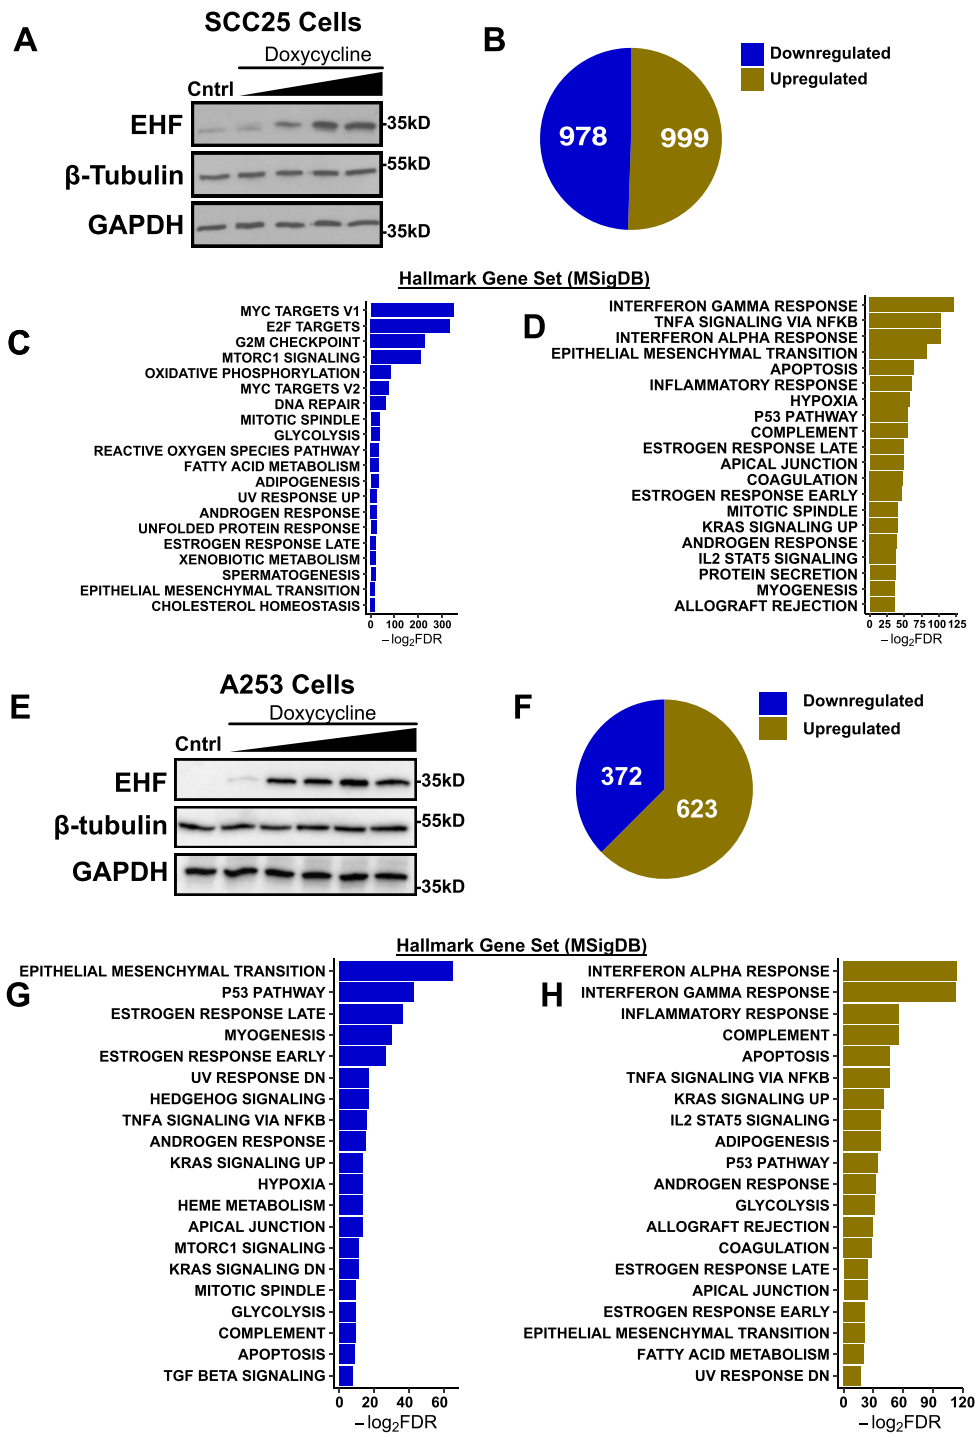 SCC25 Cells
A
Doxycycline
Cntrl
EHF
-35kD
β-Tubulin
-55kD
GAPDH
-35kD
B
Downregulated
Upregulated
978
999
Hallmark Gene Set (MSigDB)
C
MYC TARGETS V1
E2F TARGETS
G2M CHECKPOINT
MTORC1 SIGNALING
OXIDATIVE PHOSPHORYLATION
MYC TARGETS V2
DNA REPAIR
MITOTIC SPINDLE
GLYCOLYSIS
REACTIVE OXYGEN SPECIES PATHWAY
FATTY ACID METABOLISM
ADIPOGENESIS
UV RESPONSE UP
ANDROGEN RESPONSE
UNFOLDED PROTEIN RESPONSE
ESTROGEN RESPONSE LATE
XENOBIOTIC METABOLISM
SPERMATOGENESIS
EPITHELIAL MESENCHYMAL TRANSITION
CHOLESTEROL HOMEOSTASIS
0 100 200 300
−log₂FDR
D
INTERFERON GAMMA RESPONSE
TNFA SIGNALING VIA NFKB
INTERFERON ALPHA RESPONSE
EPITHELIAL MESENCHYMAL TRANSITION
APOPTOSIS
INFLAMMATORY RESPONSE
HYPOXIA
P53 PATHWAY
COMPLEMENT
ESTROGEN RESPONSE LATE
APICAL JUNCTION
COAGULATION
ESTROGEN RESPONSE EARLY
MITOTIC SPINDLE
KRAS SIGNALING UP
ANDROGEN RESPONSE
IL2 STAT5 SIGNALING
PROTEIN SECRETION
MYOGENESIS
ALLOGRAFT REJECTION
0 25 50 75 100 125
−log₂FDR
A253 Cells
E
Doxycycline
Cntrl
EHF
-35kD
β-tubulin
-55kD
GAPDH
-35kD
F
Downregulated
Upregulated
372
623
Hallmark Gene Set (MSigDB)
G
EPITHELIAL MESENCHYMAL TRANSITION
P53 PATHWAY
ESTROGEN RESPONSE LATE
MYOGENESIS
ESTROGEN RESPONSE EARLY
UV RESPONSE DN
HEDGEHOG SIGNALING
TNFA SIGNALING VIA NFKB
ANDROGEN RESPONSE
KRAS SIGNALING UP
HYPOXIA
HEME METABOLISM
APICAL JUNCTION
MTORC1 SIGNALING
KRAS SIGNALING DN
MITOTIC SPINDLE
GLYCOLYSIS
COMPLEMENT
APOPTOSIS
TGF BETA SIGNALING
0 20 40 60
−log₂FDR
H
INTERFERON ALPHA RESPONSE
INTERFERON GAMMA RESPONSE
INFLAMMATORY RESPONSE
COMPLEMENT
APOPTOSIS
TNFA SIGNALING VIA NFKB
KRAS SIGNALING UP
IL2 STAT5 SIGNALING
ADIPOGENESIS
P53 PATHWAY
ANDROGEN RESPONSE
GLYCOLYSIS
ALLOGRAFT REJECTION
COAGULATION
ESTROGEN RESPONSE LATE
APICAL JUNCTION
ESTROGEN RESPONSE EARLY
EPITHELIAL MESENCHYMAL TRANSITION
FATTY ACID METABOLISM
UV RESPONSE DN
0 30 60 90 120
−log₂FDR